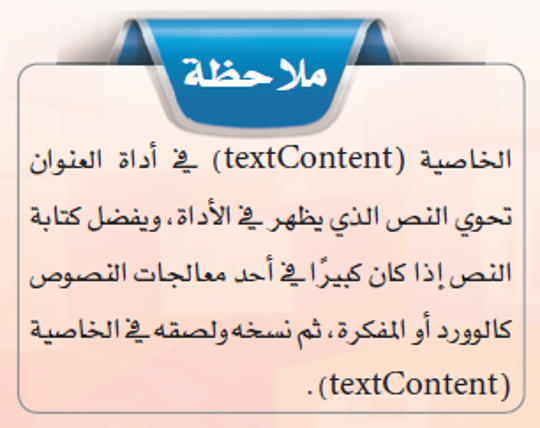 ملاحظة
الخاصية (textContent) في أداة العنوان
تحوي النص الذي يظهر في الأداة، ويفضل كتابة
النص إذا كان كبيرًا في أحد معالجات النصوص
كالوورد أو المفكرة، ثم نسخه ولصقه في الخاصية
(textContent).